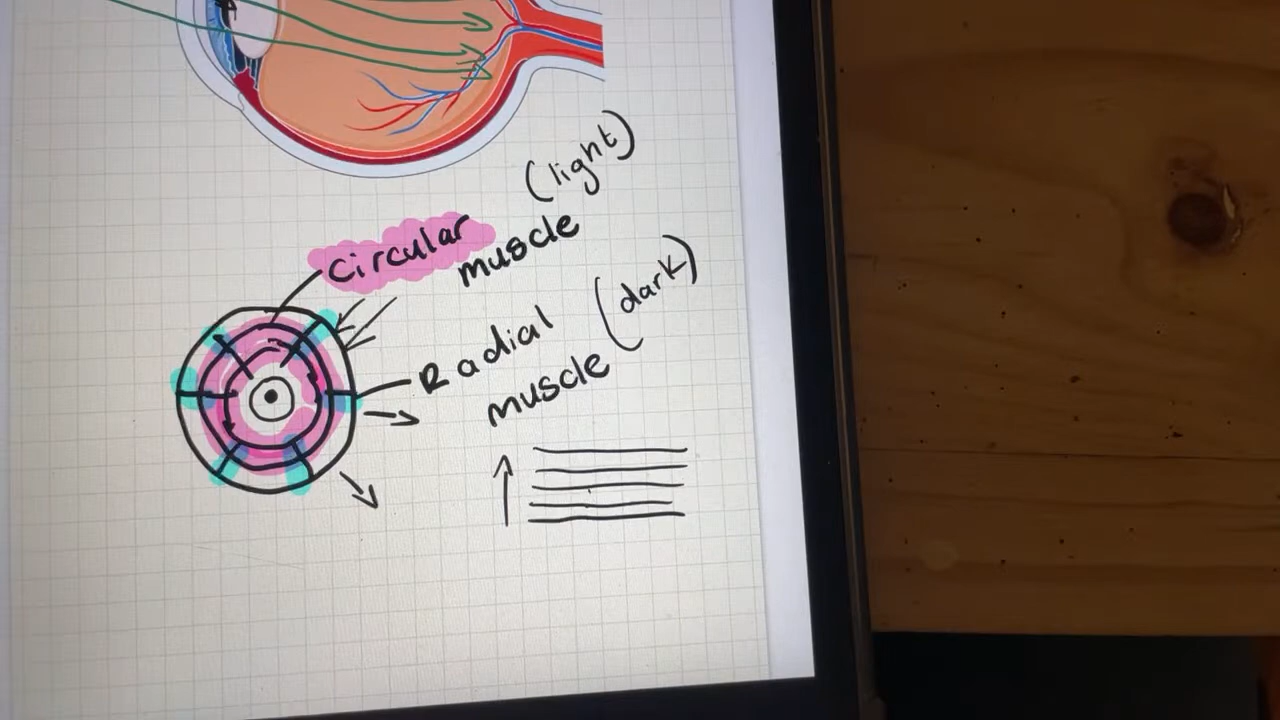 (light)
Circular
muscle
(dark)
Radial
muscle